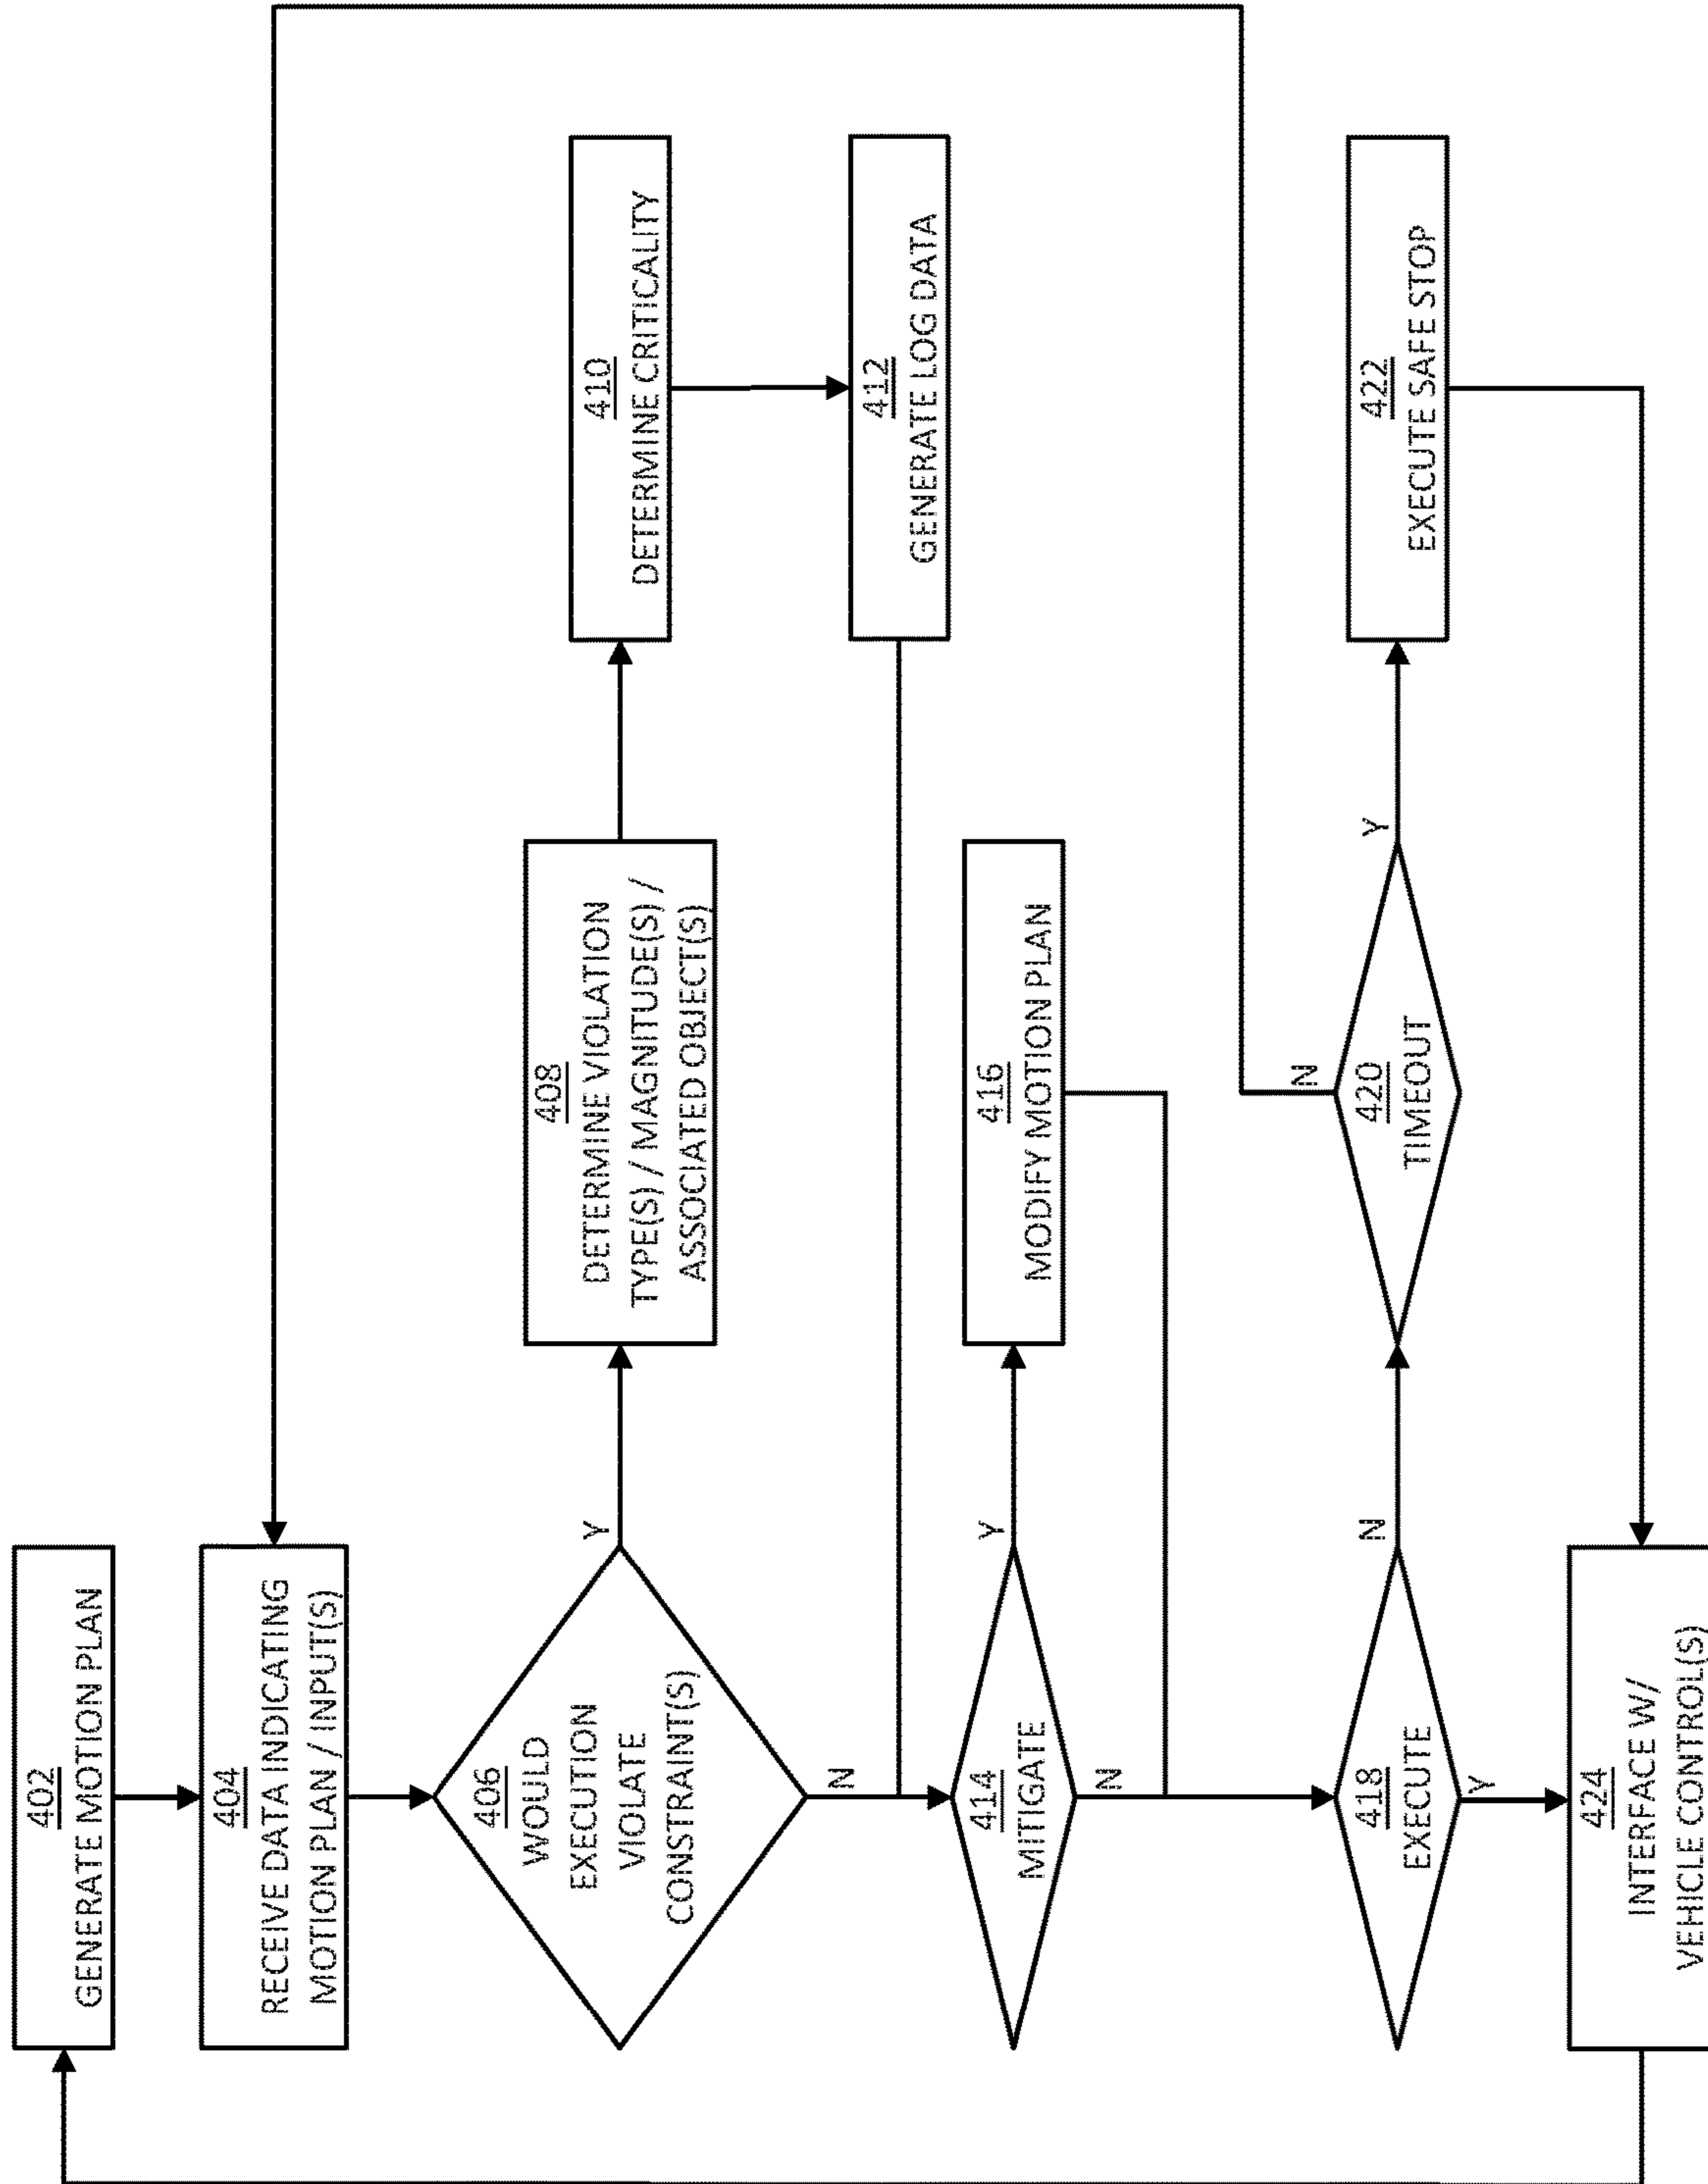 402
GENERATE MOTION PLAN
404
RECEIVE DATA INDICATING
MOTION PLAN / INPUT(S)
406
WOULD
EXECUTION
VIOLATE
CONSTRAINT(S)
Y
N
408
DETERMINE VIOLATION
TYPE(S) / MAGNITUDE(S) /
ASSOCIATED OBJECT(S)
410
DETERMINE CRITICALITY
412
GENERATE LOG DATA
414
MITIGATE
Y
N
416
MODIFY MOTION PLAN
418
EXECUTE
N
Y
420
TIMEOUT
N
Y
422
EXECUTE SAFE STOP
424
INTERFACE W/
VEHICLE CONTROL(S)